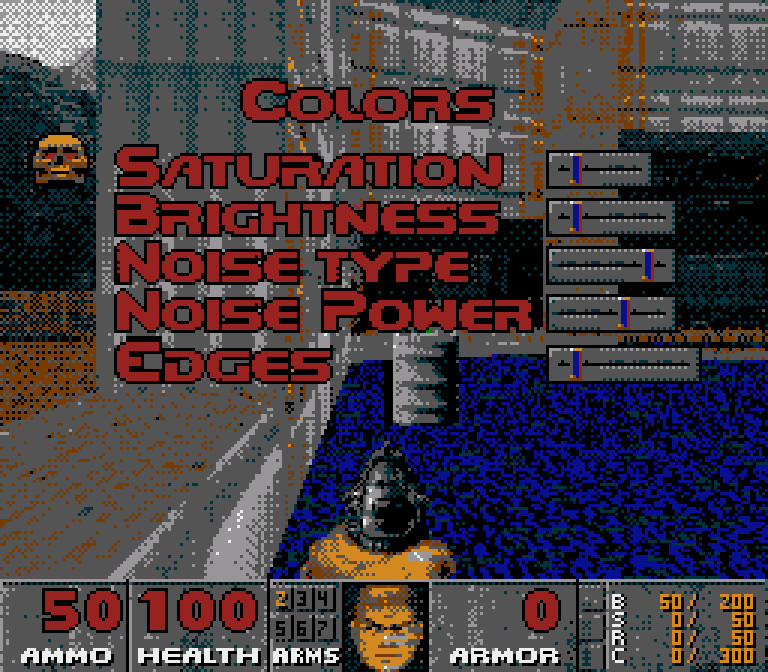 COLORS
SATURATION
BRIGHTNESS
NOISE TYPE
NOISE POWER
EDGES
50 100 2 3 4 0 B 50/ 200
S 0/ 50
5 6 7 R 0/ 50
AMMO HEALTH ARMS ARMOR C 0/ 300